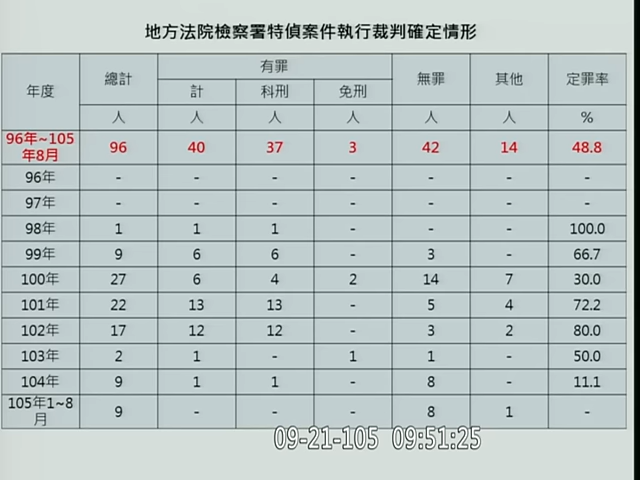 地方法院檢察署特偵案件執行裁判確定情形
年度 總計 有罪 無罪 其他 定罪率
計 科刑 免刑
人 人 人 人 人 人 %
96年~105年8月 96 40 37 3 42 14 48.8
96年 - - - - - - -
97年 - - - - - - -
98年 1 1 1 - - - 100.0
99年 9 6 6 - 3 - 66.7
100年 27 6 4 2 14 7 30.0
101年 22 13 13 - 5 4 72.2
102年 17 12 12 - 3 2 80.0
103年 2 1 - 1 1 - 50.0
104年 9 1 1 - 8 - 11.1
105年1~8月 9 - - - 8 1 -
09-21-105 09:51:25